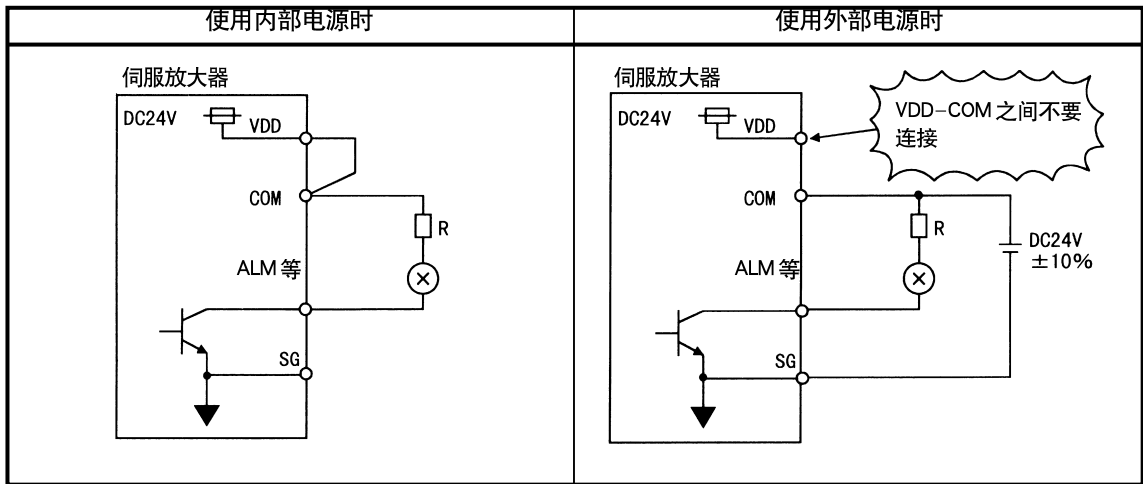 使用内部电源时
使用外部电源时
伺服放大器
DC24V
VDD
COM
R
ALM 等
SG
伺服放大器
DC24V
VDD
VDD-COM 之间不要
连接
COM
R
DC24V
±10%
ALM 等
SG